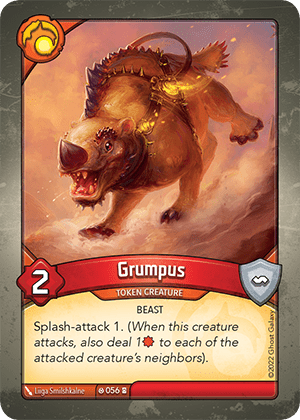 Grumpus
2
TOKEN CREATURE
BEAST
Splash-attack 1. (When this creature
attacks, also deal 1 to each of the
attacked creature's neighbors).
Līga Smilshkalne
056
©2022 Ghost Galaxy